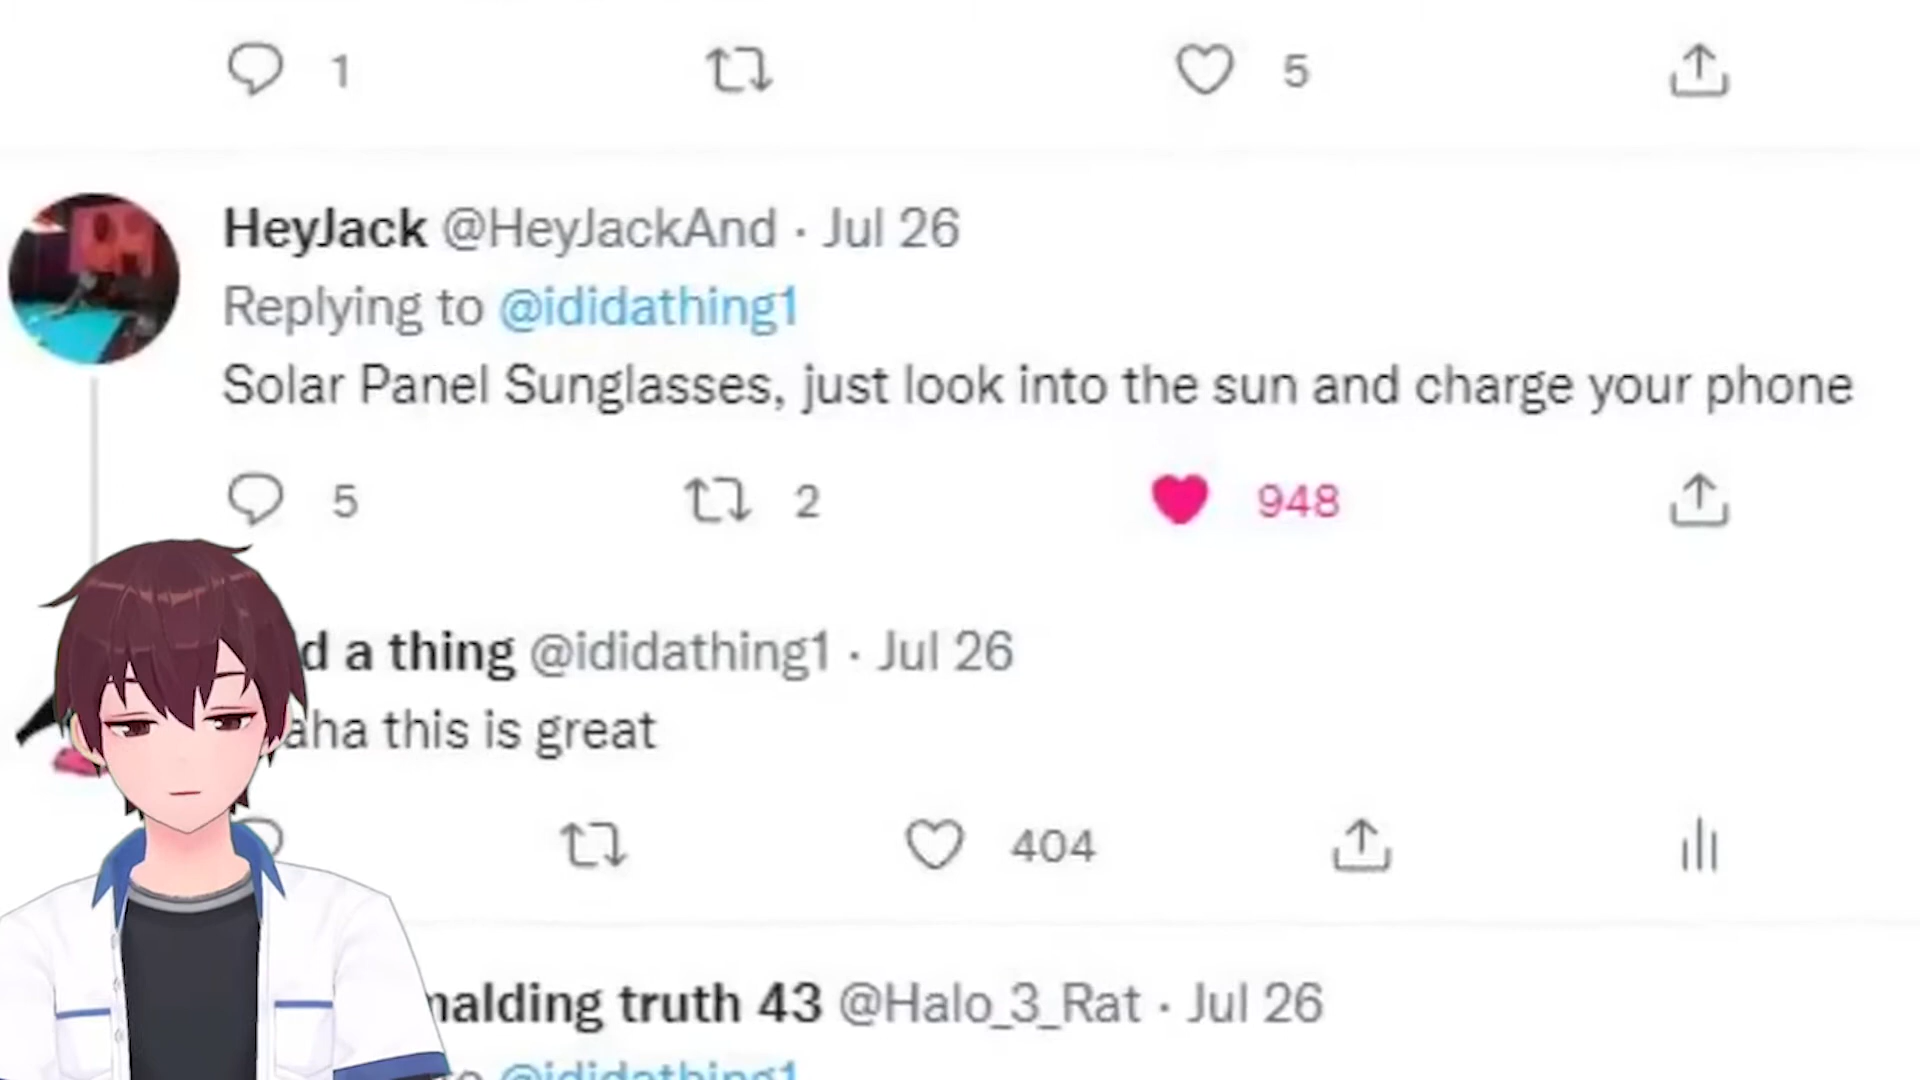 1 5
HeyJack @HeyJackAnd · Jul 26
Replying to @ididathing1
Solar Panel Sunglasses, just look into the sun and charge your phone
5 2 948
d a thing @ididathing1 · Jul 26
aha this is great
404
malding truth 43 @Halo_3_Rat · Jul 26
@ididathing1